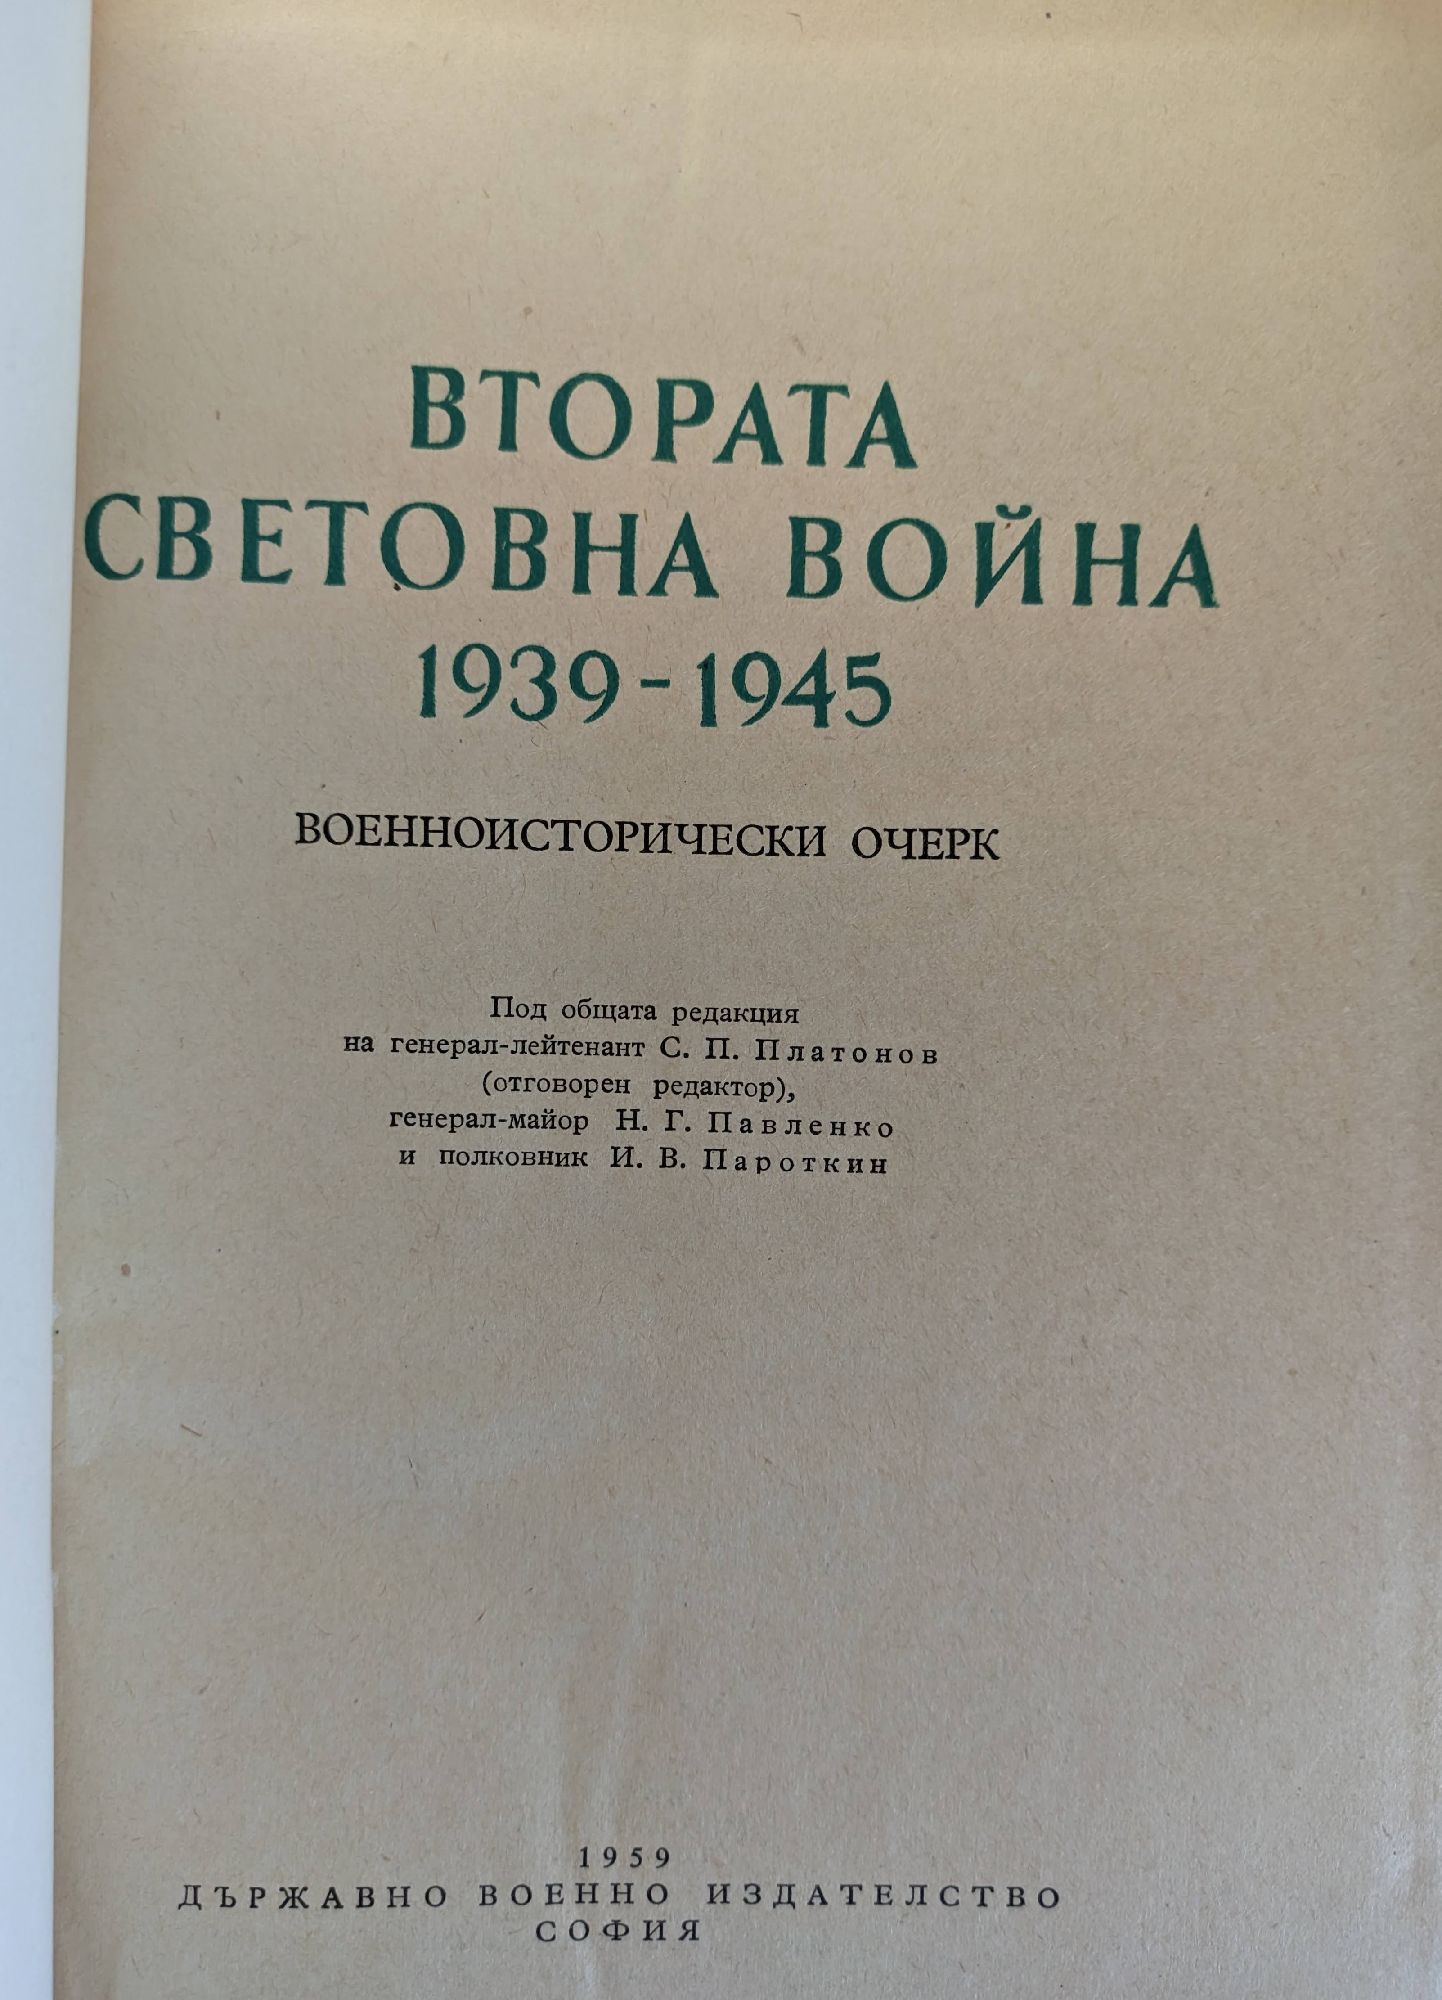 ВТОРАТА
СВЕТОВНА ВОЙНА
1939-1945
ВОЕННОИСТОРИЧЕСКИ ОЧЕРК
Под общата редакция
на генерал-лейтенант С. П. Платонов
(отговорен редактор),
генерал-майор Н. Г. Павленко
и полковник И. В. Пароткин
1959
ДЪРЖАВНО ВОЕННО ИЗДАТЕЛСТВО
СОФИЯ